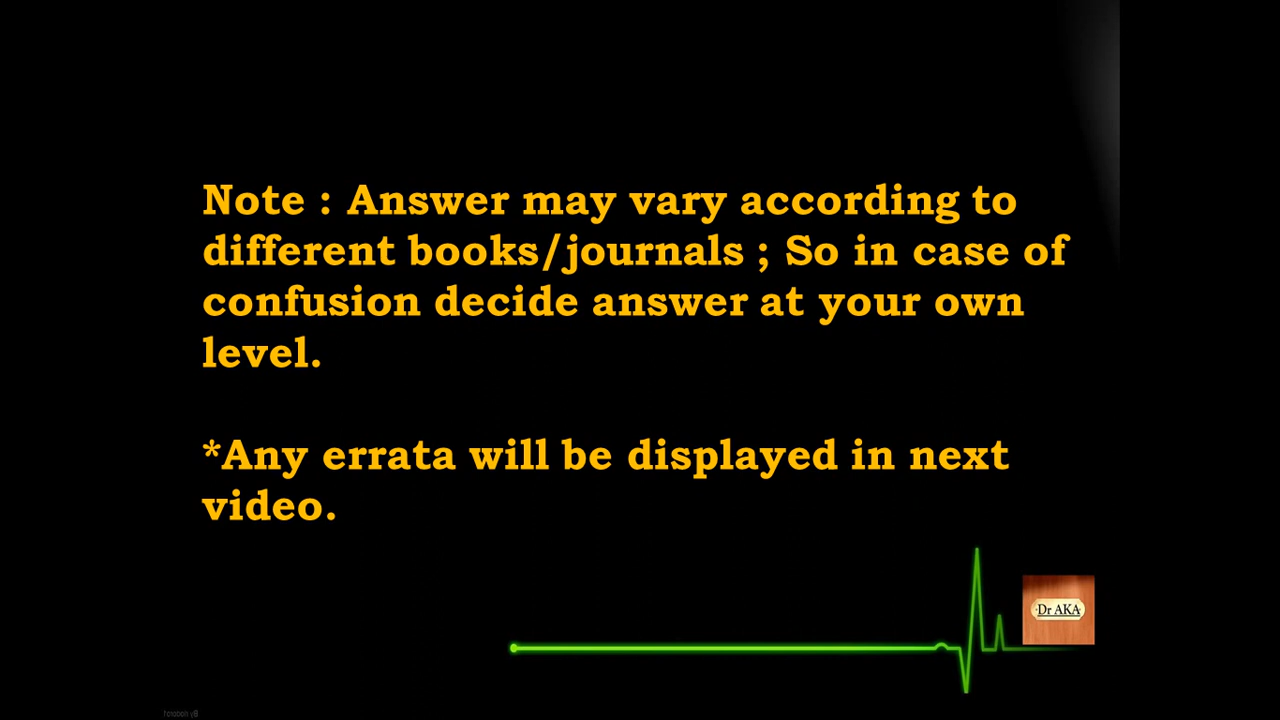 Note : Answer may vary according to
different books/journals ; So in case of
confusion decide answer at your own
level.
*Any errata will be displayed in next
video.
Dr AKA